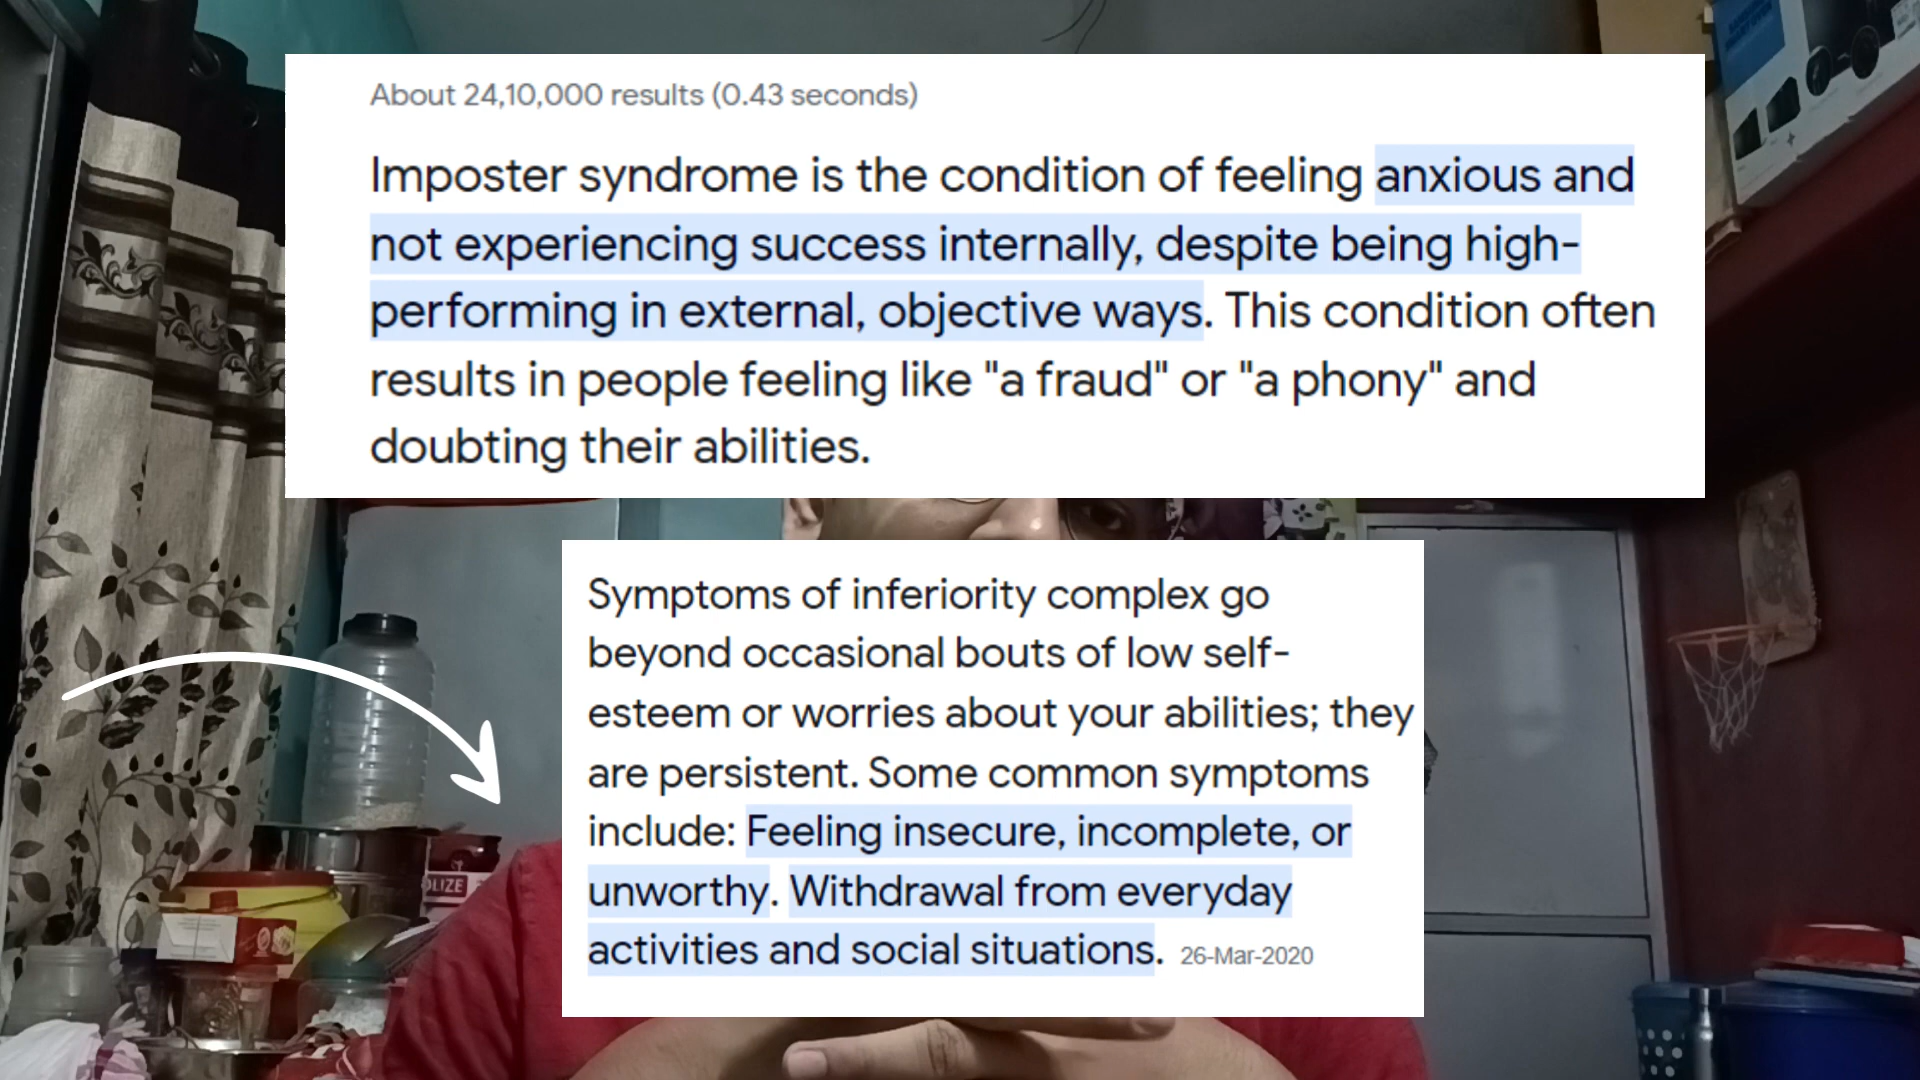 About 24,10,000 results (0.43 seconds)
Imposter syndrome is the condition of feeling anxious and
not experiencing success internally, despite being high-
performing in external, objective ways. This condition often
results in people feeling like "a fraud" or "a phony" and
doubting their abilities.
Symptoms of inferiority complex go
beyond occasional bouts of low self-
esteem or worries about your abilities; they
are persistent. Some common symptoms
include: Feeling insecure, incomplete, or
unworthy. Withdrawal from everyday
activities and social situations. 26-Mar-2020